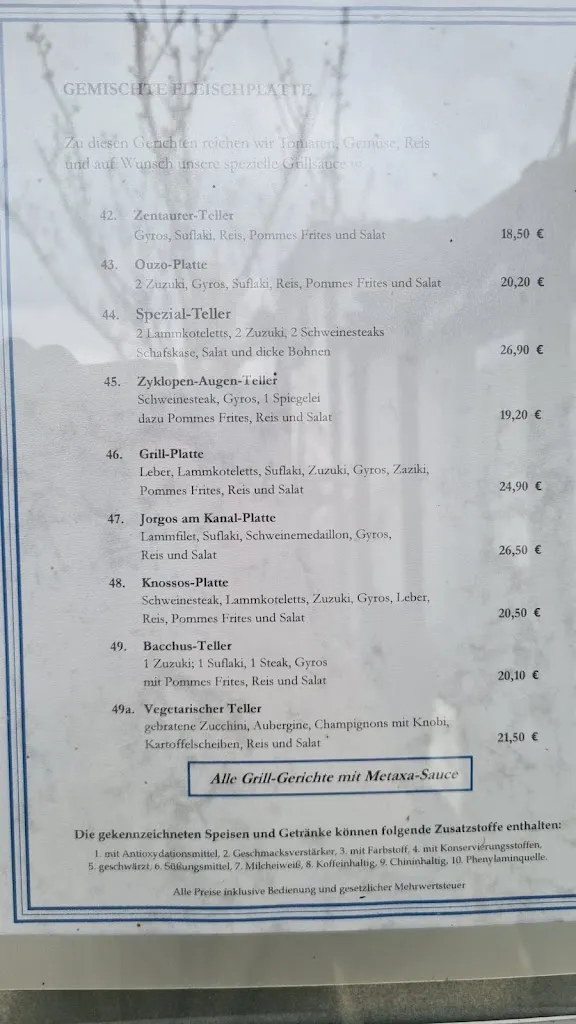 GEMISCHTE FLEISCHPLATTE
Zu diesen Gerichten reichen wir Tomaten, Gemüse, Reis
und auf Wunsch unsere spezielle Grillsauce
42. Zentaurer-Teller
Gyros, Suflaki, Reis, Pommes Frites und Salat 18,50 €
43. Ouzo-Platte
2 Zuzuki, Gyros, Suflaki, Reis, Pommes Frites und Salat 20,20 €
44. Spezial-Teller
2 Lammkoteletts, 2 Zuzuki, 2 Schweinesteaks
Schafskäse, Salat und dicke Bohnen 26,90 €
45. Zyklopen-Augen-Teller
Schweinesteak, Gyros, 1 Spiegelei
dazu Pommes Frites, Reis und Salat 19,20 €
46. Grill-Platte
Leber, Lammkoteletts, Suflaki, Zuzuki, Gyros, Zaziki,
Pommes Frites, Reis und Salat 24,90 €
47. Jorgos am Kanal-Platte
Lammfilet, Suflaki, Schweinemedaillon, Gyros,
Reis und Salat 26,50 €
48. Knossos-Platte
Schweinesteak, Lammkoteletts, Zuzuki, Gyros, Leber,
Reis, Pommes Frites und Salat 20,50 €
49. Bacchus-Teller
1 Zuzuki; 1 Suflaki, 1 Steak, Gyros
mit Pommes Frites, Reis und Salat 20,10 €
49a. Vegetarischer Teller
gebratene Zucchini, Aubergine, Champignons mit Knobi,
Kartoffelscheiben, Reis und Salat 21,50 €
Alle Grill-Gerichte mit Metaxa-Sauce
Die gekennzeichneten Speisen und Getränke können folgende Zusatzstoffe enthalten:
1. mit Antioxydationsmittel, 2. Geschmacksverstärker, 3. mit Farbstoff, 4. mit Konservierungsstoffen,
5. geschwärzt, 6. Süßungsmittel, 7. Milcheiweiß, 8. Koffeinhaltig, 9. Chininhaltig, 10. Phenylaminquelle.
Alle Preise inklusive Bedienung und gesetzlicher Mehrwertsteuer